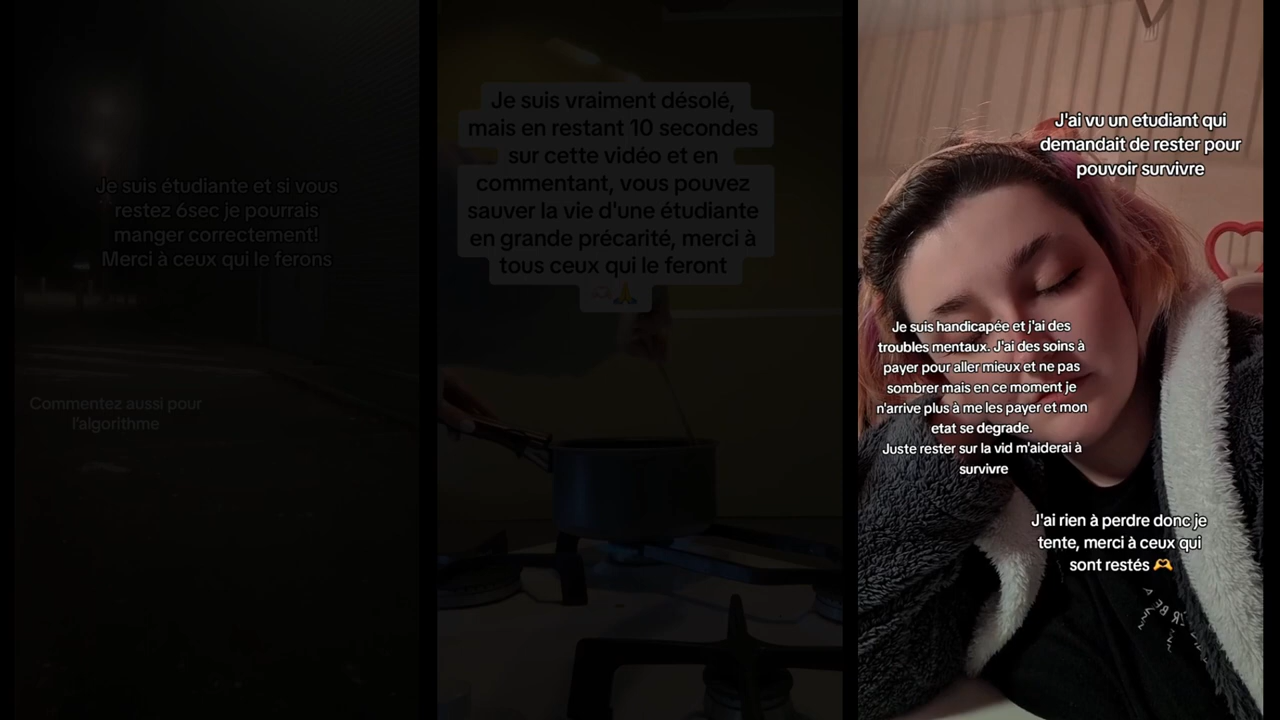 Je suis étudiante et si vous
restez 6sec je pourrais
manger correctement!
Merci à ceux qui le ferons
Commentez aussi pour
l'algorithme
Je suis vraiment désolé,
mais en restant 10 secondes
sur cette vidéo et en
commentant, vous pouvez
sauver la vie d'une étudiante
en grande précarité, merci à
tous ceux qui le feront
🫶🙏
J'ai vu un etudiant qui
demandait de rester pour
pouvoir survivre
Je suis handicapée et j'ai des
troubles mentaux. J'ai des soins à
payer pour aller mieux et ne pas
sombrer mais en ce moment je
n'arrive plus à me les payer et mon
etat se degrade.
Juste rester sur la vid m'aiderai à
survivre
J'ai rien à perdre donc je
tente, merci à ceux qui
sont restés 🫶